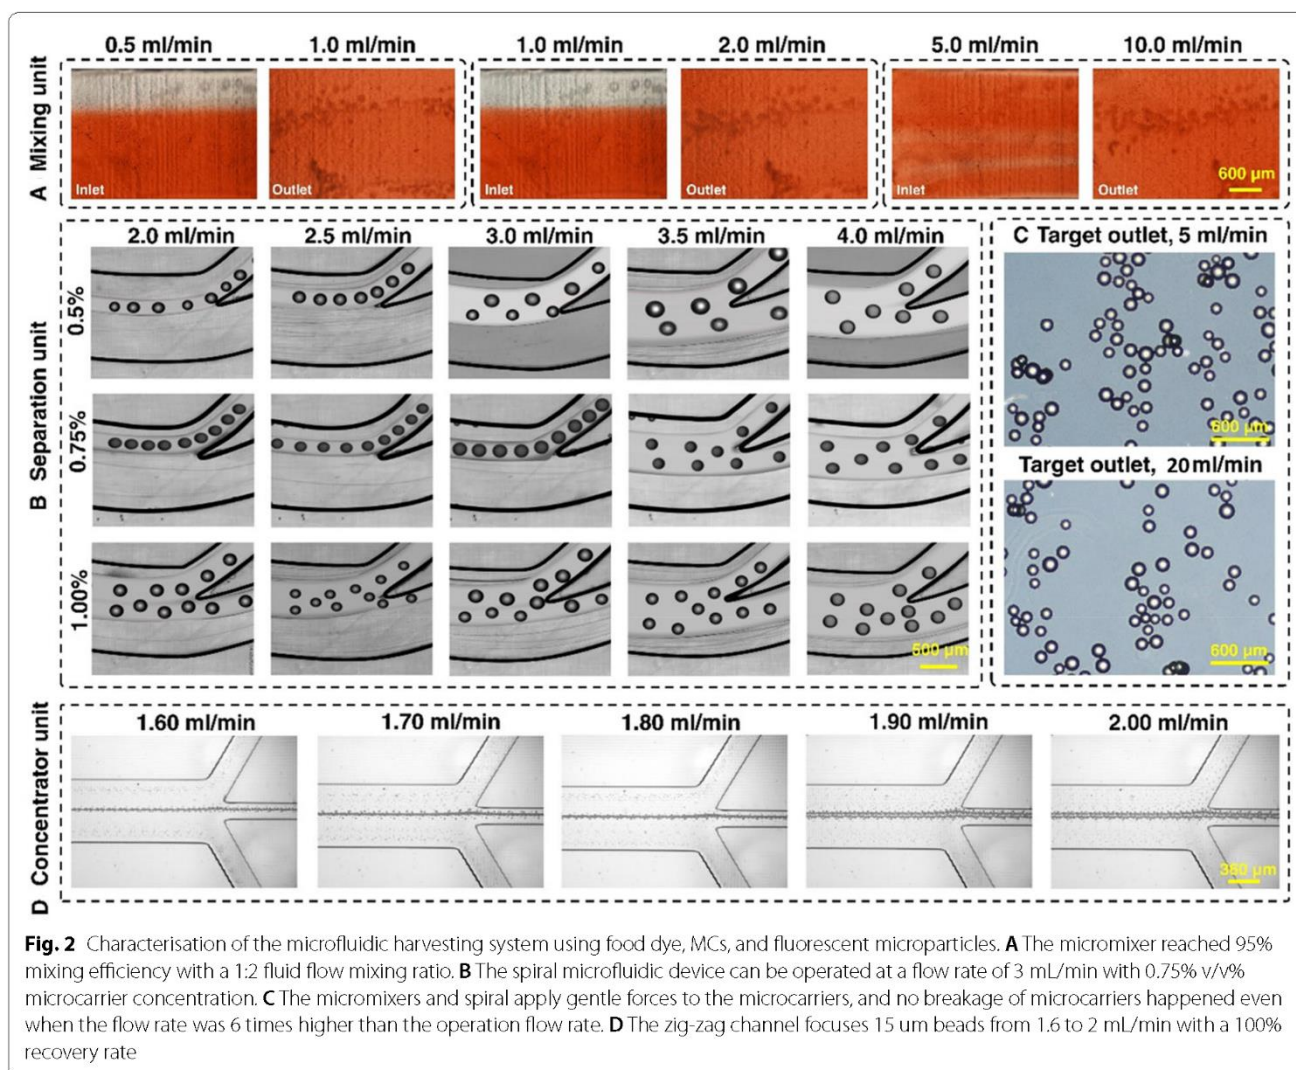 0.5 ml/min 1.0 ml/min 1.0 ml/min 2.0 ml/min 5.0 ml/min 10.0 ml/min
A Mixing unit
Inlet Outlet Inlet Outlet Inlet Outlet
600 µm
2.0 ml/min 2.5 ml/min 3.0 ml/min 3.5 ml/min 4.0 ml/min
B Separation unit
0.5%
0.75%
1.00%
500 µm
C Target outlet, 5 ml/min
600 µm
Target outlet, 20 ml/min
600 µm
D Concentrator unit
1.60 ml/min 1.70 ml/min 1.80 ml/min 1.90 ml/min 2.00 ml/min
350 µm
Fig. 2 Characterisation of the microfluidic harvesting system using food dye, MCs, and fluorescent microparticles. A The micromixer reached 95%
mixing efficiency with a 1:2 fluid flow mixing ratio. B The spiral microfluidic device can be operated at a flow rate of 3 mL/min with 0.75% v/v%
microcarrier concentration. C The micromixers and spiral apply gentle forces to the microcarriers, and no breakage of microcarriers happened even
when the flow rate was 6 times higher than the operation flow rate. D The zig-zag channel focuses 15 um beads from 1.6 to 2 mL/min with a 100%
recovery rate